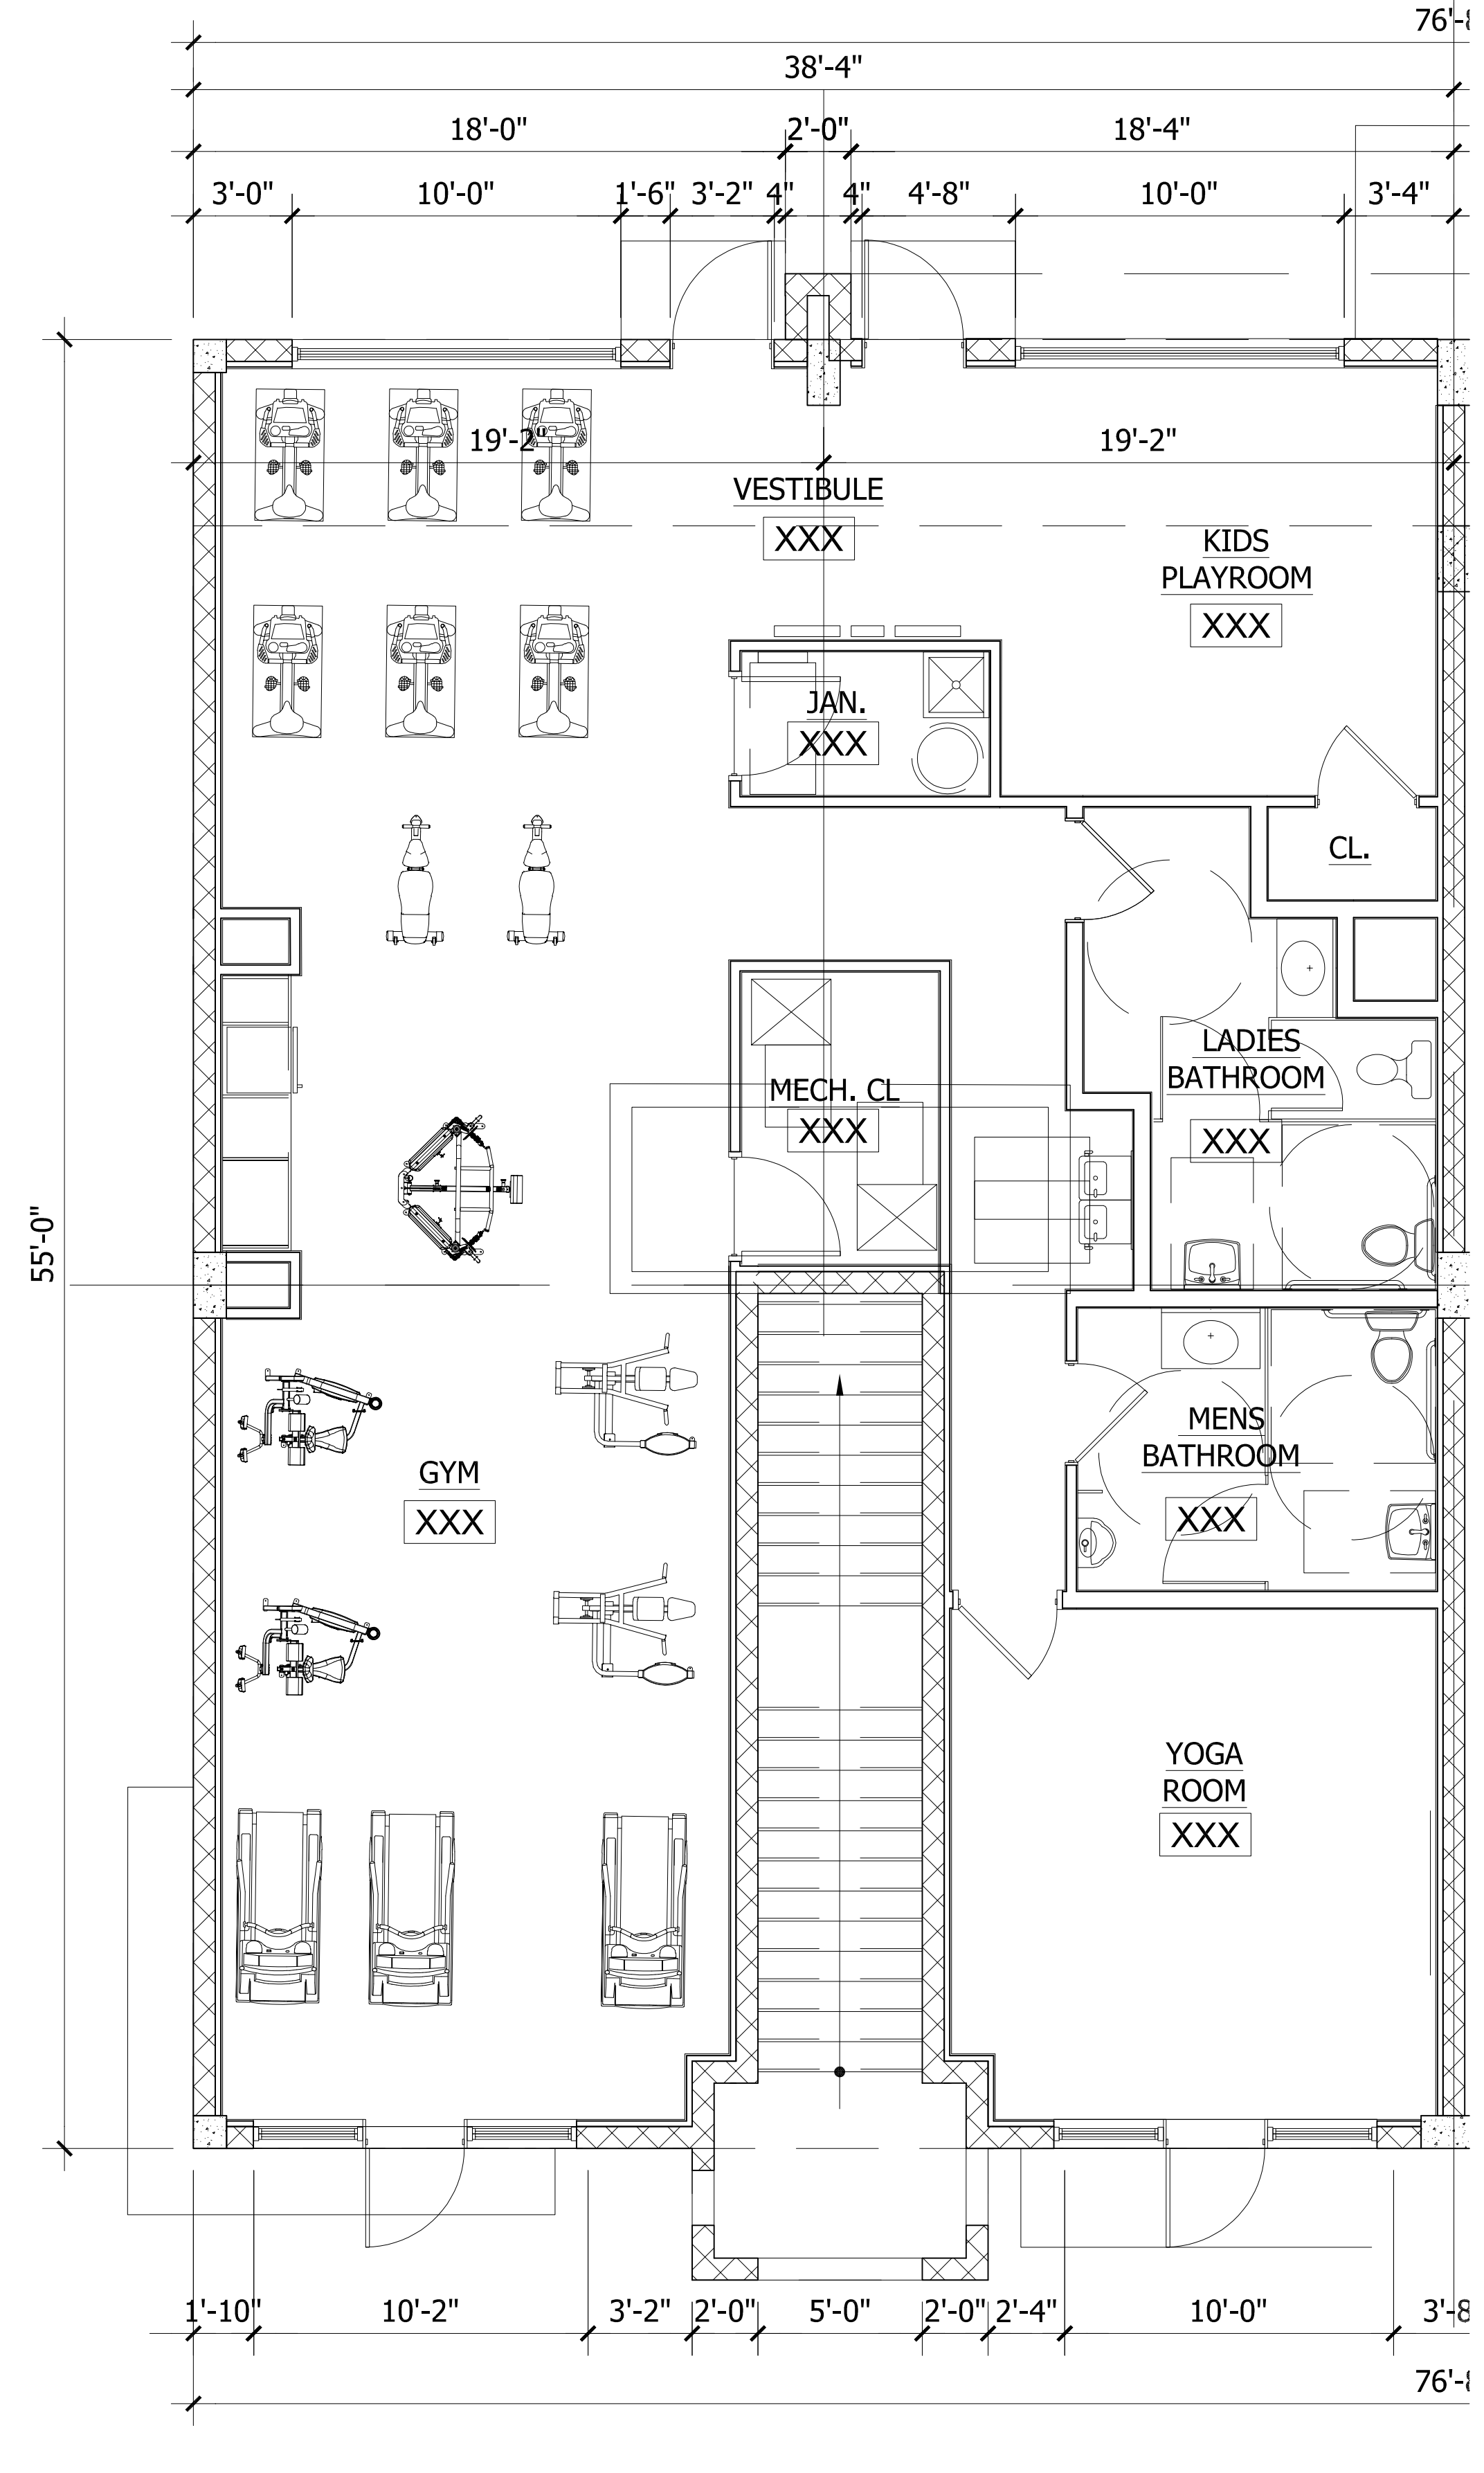 76'-8
38'-4"
18'-0"
2'-0"
18'-4"
3'-0"
10'-0"
1'-6"
3'-2"
4"
4"
4'-8"
10'-0"
3'-4"
19'-2"
19'-2"
VESTIBULE
XXX
KIDS
PLAYROOM
XXX
JAN.
XXX
CL.
LADIES
BATHROOM
XXX
MECH. CL
XXX
55'-0"
MENS
BATHROOM
XXX
GYM
XXX
YOGA
ROOM
XXX
1'-10"
10'-2"
3'-2"
2'-0"
5'-0"
2'-0"
2'-4"
10'-0"
3'-8
76'-8